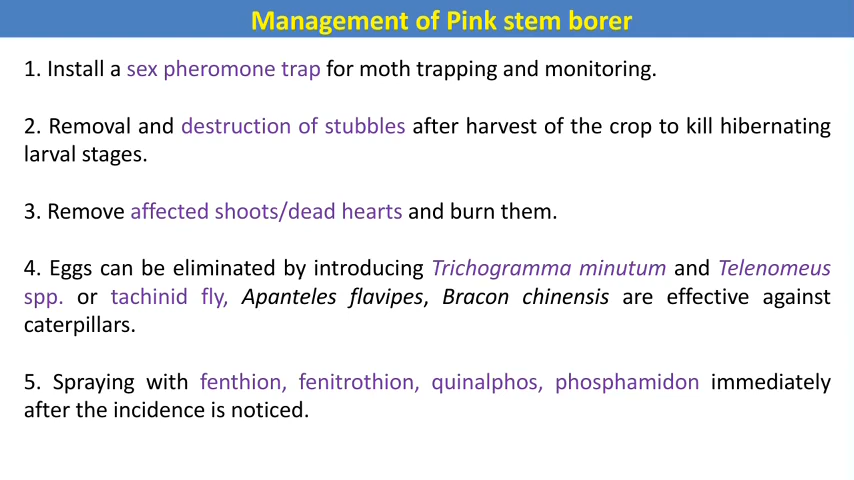 Management of Pink stem borer
1. Install a sex pheromone trap for moth trapping and monitoring.
2. Removal and destruction of stubbles after harvest of the crop to kill hibernating
larval stages.
3. Remove affected shoots/dead hearts and burn them.
4. Eggs can be eliminated by introducing Trichogramma minutum and Telenomeus
spp. or tachinid fly, Apanteles flavipes, Bracon chinensis are effective against
caterpillars.
5. Spraying with fenthion, fenitrothion, quinalphos, phosphamidon immediately
after the incidence is noticed.